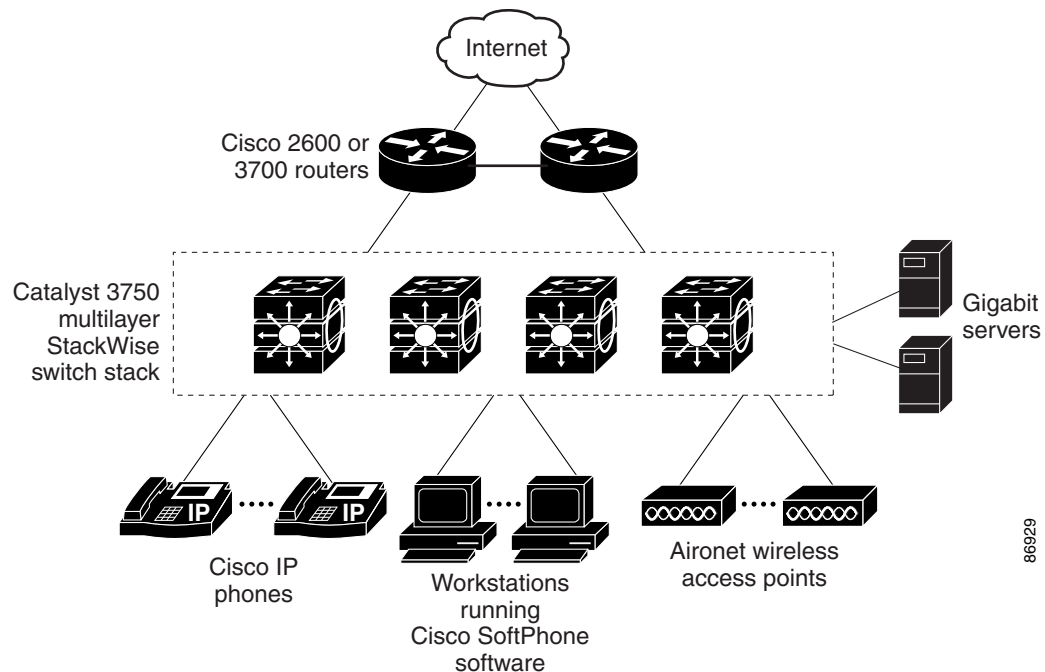 Internet
Cisco 2600 or
3700 routers
Catalyst 3750
multilayer
StackWise
switch stack
Gigabit
servers
IP
IP
Cisco IP
phones
Workstations
running
Cisco SoftPhone
software
Aironet wireless
access points
86929